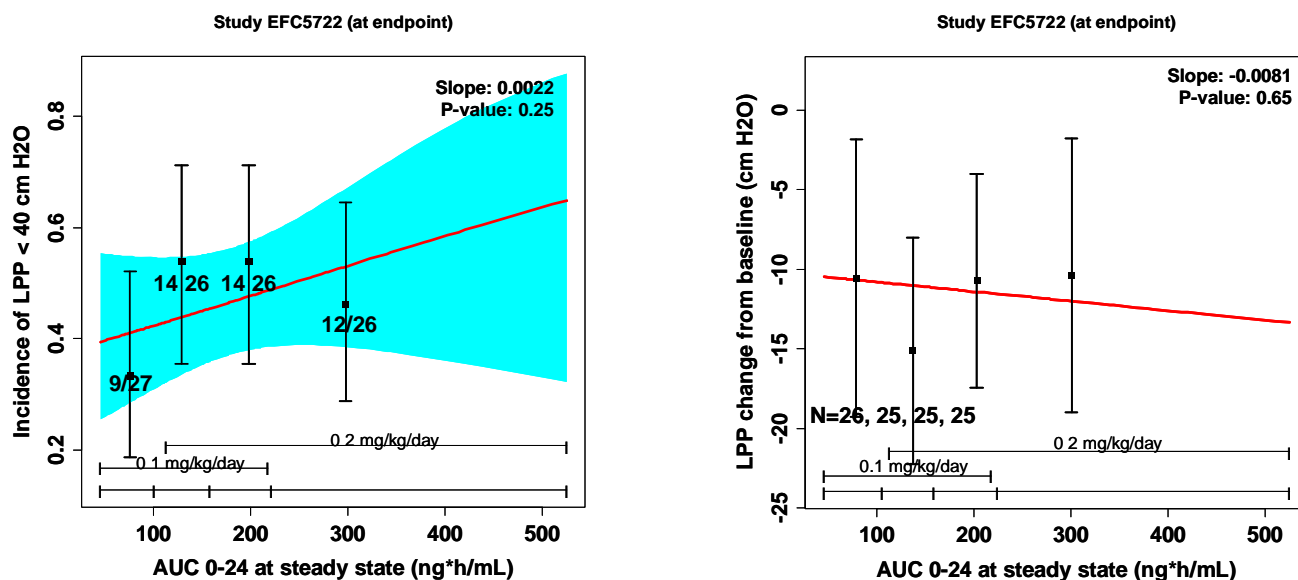 Study EFC5722 (at endpoint)
Slope: 0.0022
P-value: 0.25
Incidence of LPP < 40 cm H2O
0.8
0.6
0.4
0.2
14 26
14 26
12/26
9/27
0 2 mg/kg/day
0 1 mg/kg/day
100
200
300
400
500
AUC 0-24 at steady state (ng*h/mL)
Study EFC5722 (at endpoint)
Slope: -0.0081
P-value: 0.65
LPP change from baseline (cm H2O)
0
-5
-10
-15
-20
-25
N=26, 25, 25, 25
0 2 mg/kg/day
0.1 mg/kg/day
100
200
300
400
500
AUC 0-24 at steady state (ng*h/mL)